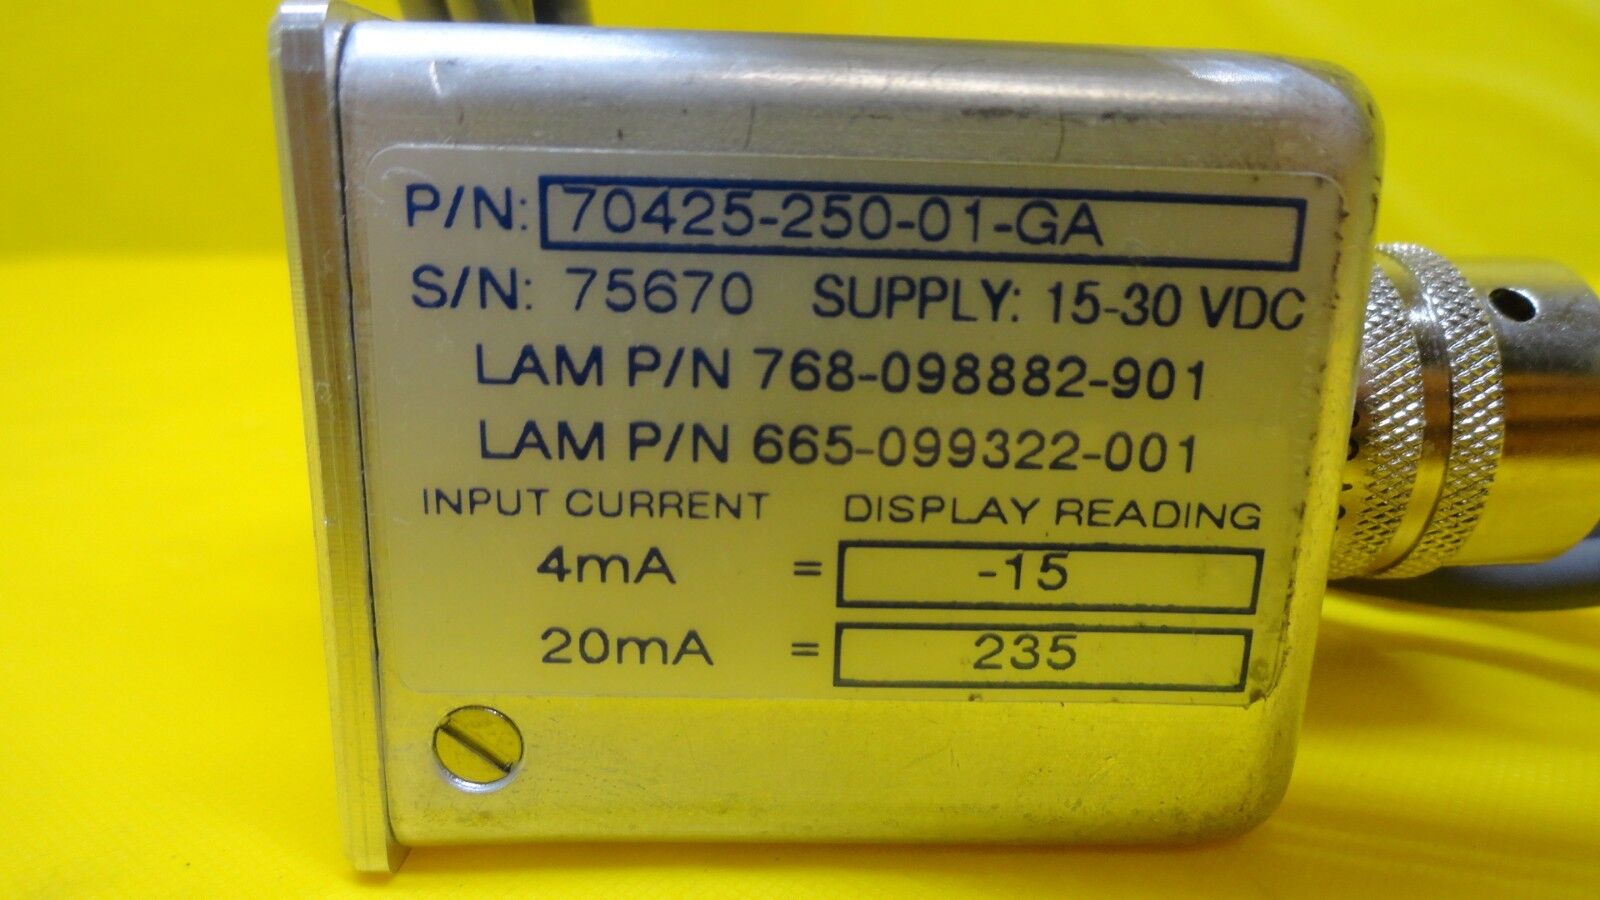 P/N: 70425-250-01-GA
S/N: 75670 SUPPLY: 15-30 VDC
LAM P/N 768-098882-901
LAM P/N 665-099322-001
INPUT CURRENT DISPLAY READING
4mA = -15
20mA = 235